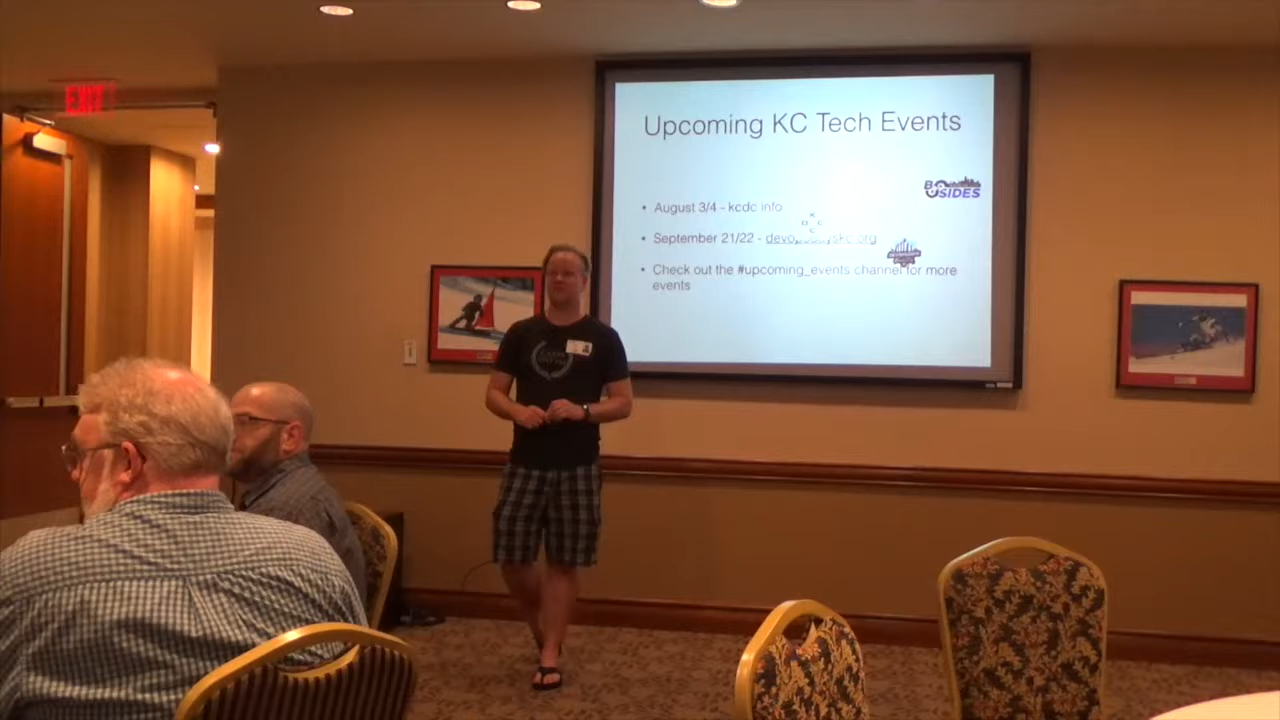 EXIT
Upcoming KC Tech Events
BSIDES
• August 3/4 - kcdc info
• September 21/22 -
• Check out the #upcoming_events channel for more
events